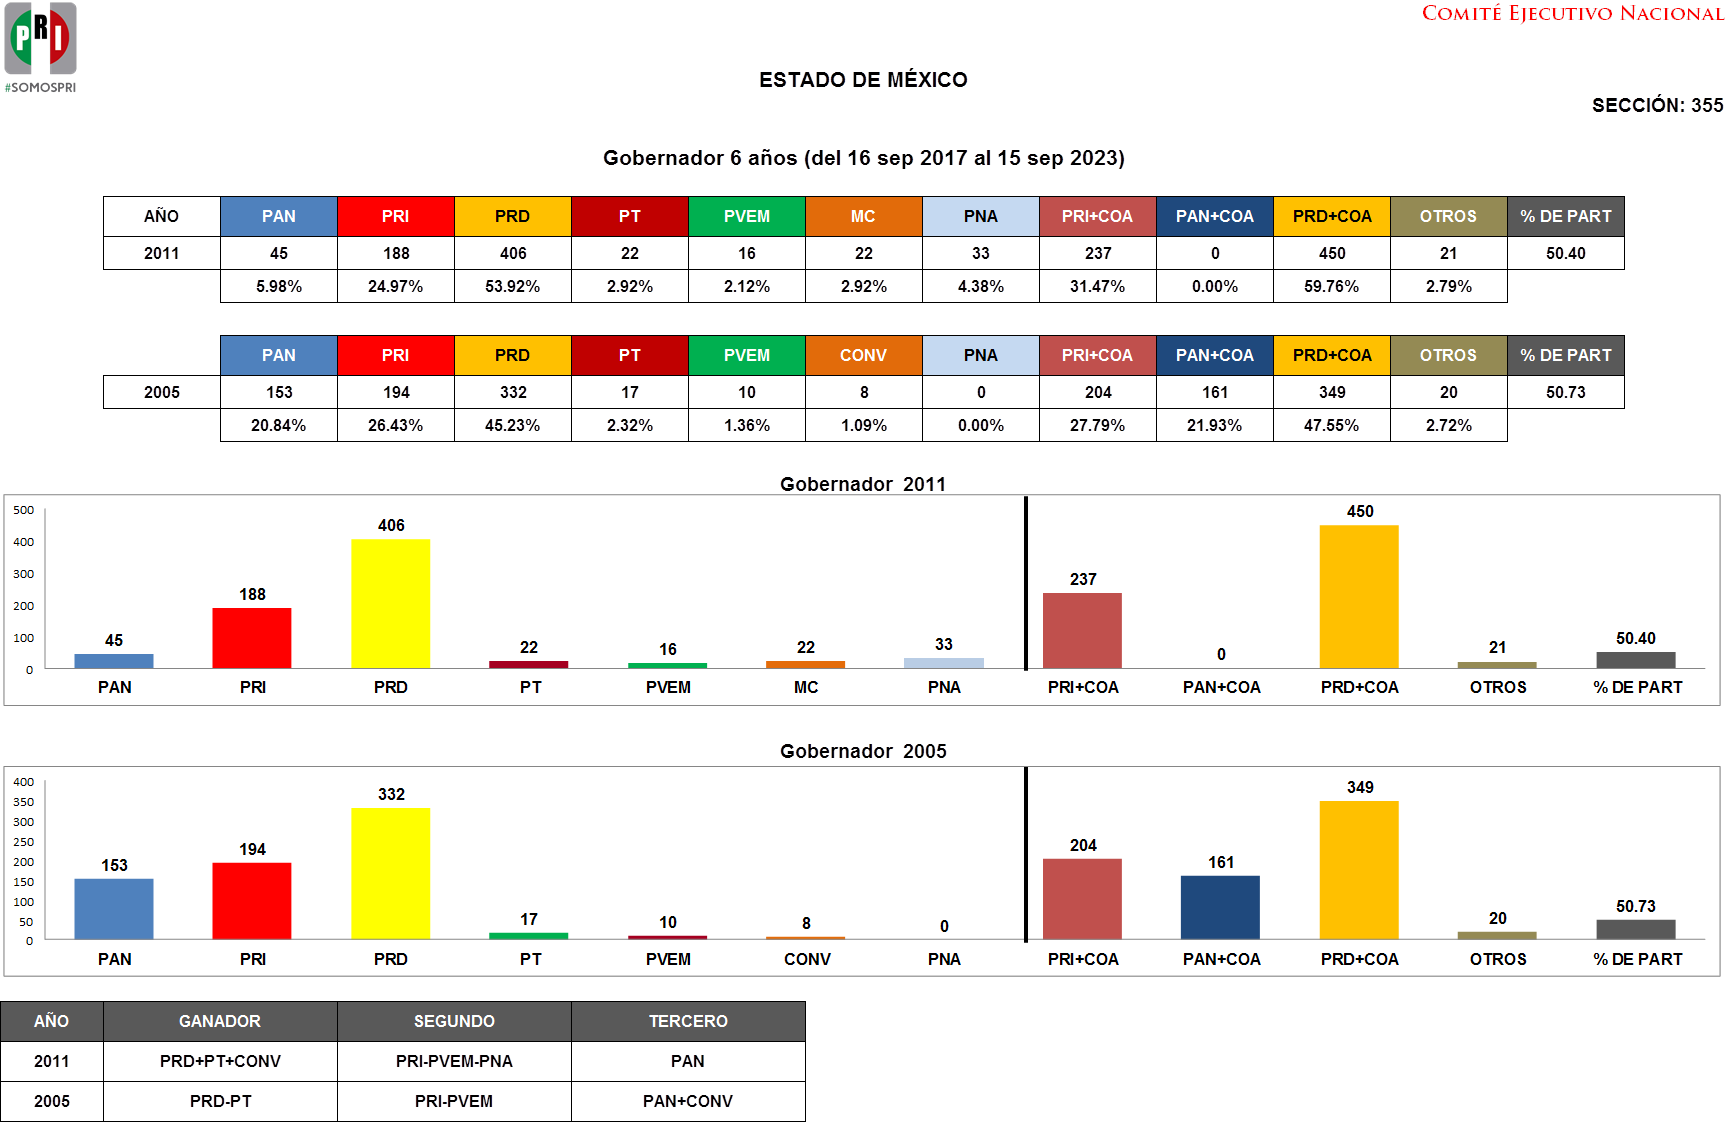 PRI
#SOMOSPRI
COMITÉ EJECUTIVO NACIONAL
ESTADO DE MÉXICO
SECCIÓN: 355
Gobernador 6 años (del 16 sep 2017 al 15 sep 2023)
AÑO PAN PRI PRD PT PVEM MC PNA PRI+COA PAN+COA PRD+COA OTROS % DE PART
2011 45 188 406 22 16 22 33 237 0 450 21 50.40
5.98% 24.97% 53.92% 2.92% 2.12% 2.92% 4.38% 31.47% 0.00% 59.76% 2.79%
PAN PRI PRD PT PVEM CONV PNA PRI+COA PAN+COA PRD+COA OTROS % DE PART
2005 153 194 332 17 10 8 0 204 161 349 20 50.73
20.84% 26.43% 45.23% 2.32% 1.36% 1.09% 0.00% 27.79% 21.93% 47.55% 2.72%
Gobernador 2011
500
400
300
200
100
0
45 188 406 22 16 22 33 237 0 450 21 50.40
PAN PRI PRD PT PVEM MC PNA PRI+COA PAN+COA PRD+COA OTROS % DE PART
Gobernador 2005
400
350
300
250
200
150
100
50
0
153 194 332 17 10 8 0 204 161 349 20 50.73
PAN PRI PRD PT PVEM CONV PNA PRI+COA PAN+COA PRD+COA OTROS % DE PART
AÑO GANADOR SEGUNDO TERCERO
2011 PRD+PT+CONV PRI-PVEM-PNA PAN
2005 PRD-PT PRI-PVEM PAN+CONV